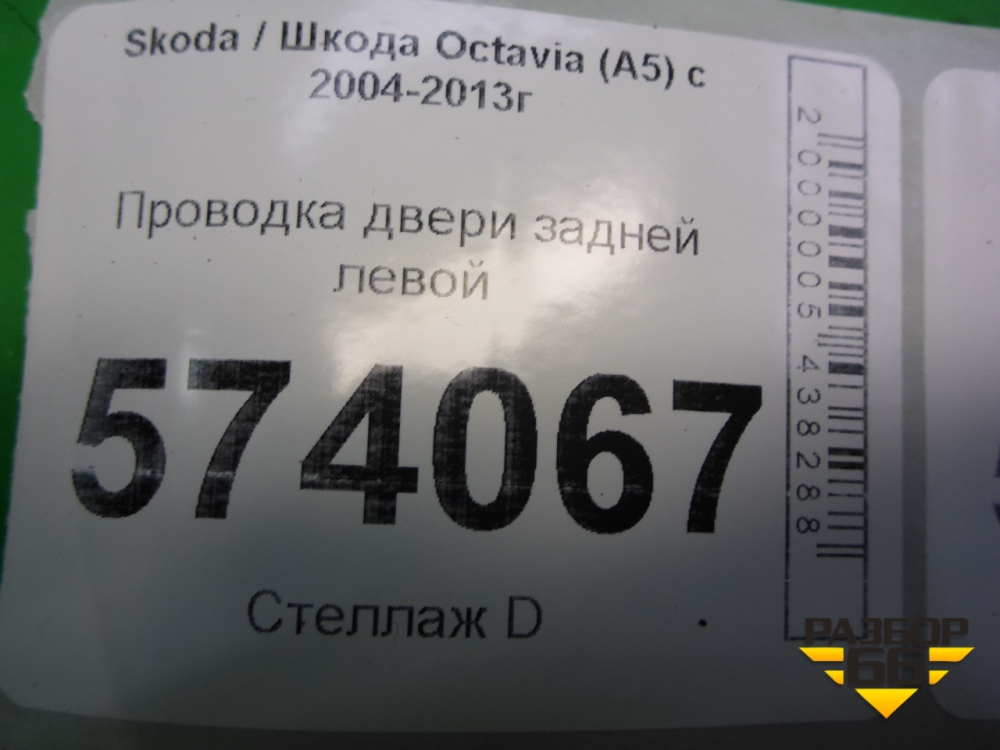 Skoda / Шкода Octavia (A5) с
2004-2013г
Проводка двери задней
левой
574067
Стеллаж D
2000005438288
РАЗБОР
66